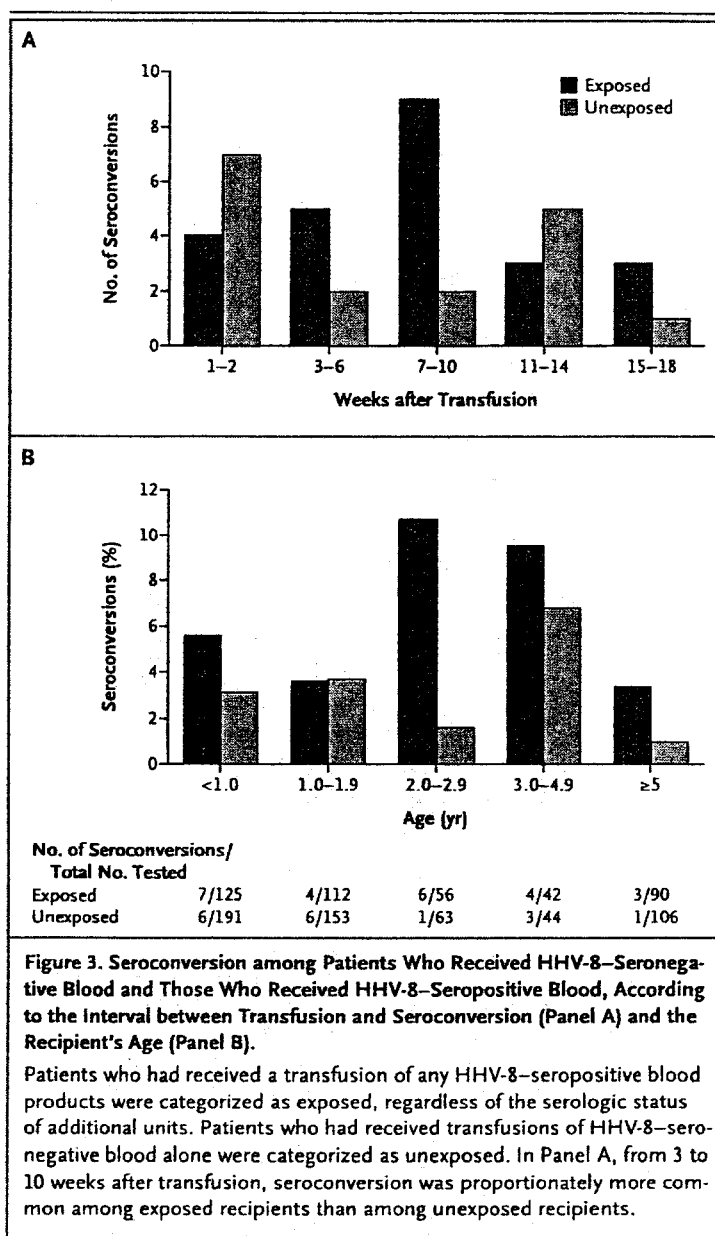 A
10
8
6
4
2
0
No. of Seroconversions
Exposed
Unexposed
1–2 3–6 7–10 11–14 15–18
Weeks after Transfusion
B
12
10
8
6
4
2
0
Seroconversions (%)
<1.0 1.0–1.9 2.0–2.9 3.0–4.9 ≥5
Age (yr)
No. of Seroconversions/
Total No. Tested
Exposed 7/125 4/112 6/56 4/42 3/90
Unexposed 6/191 6/153 1/63 3/44 1/106
Figure 3. Seroconversion among Patients Who Received HHV-8–Seronega-
tive Blood and Those Who Received HHV-8–Seropositive Blood, According
to the Interval between Transfusion and Seroconversion (Panel A) and the
Recipient's Age (Panel B).
Patients who had received a transfusion of any HHV-8–seropositive blood
products were categorized as exposed, regardless of the serologic status
of additional units. Patients who had received transfusions of HHV-8–sero-
negative blood alone were categorized as unexposed. In Panel A, from 3 to
10 weeks after transfusion, seroconversion was proportionately more com-
mon among exposed recipients than among unexposed recipients.